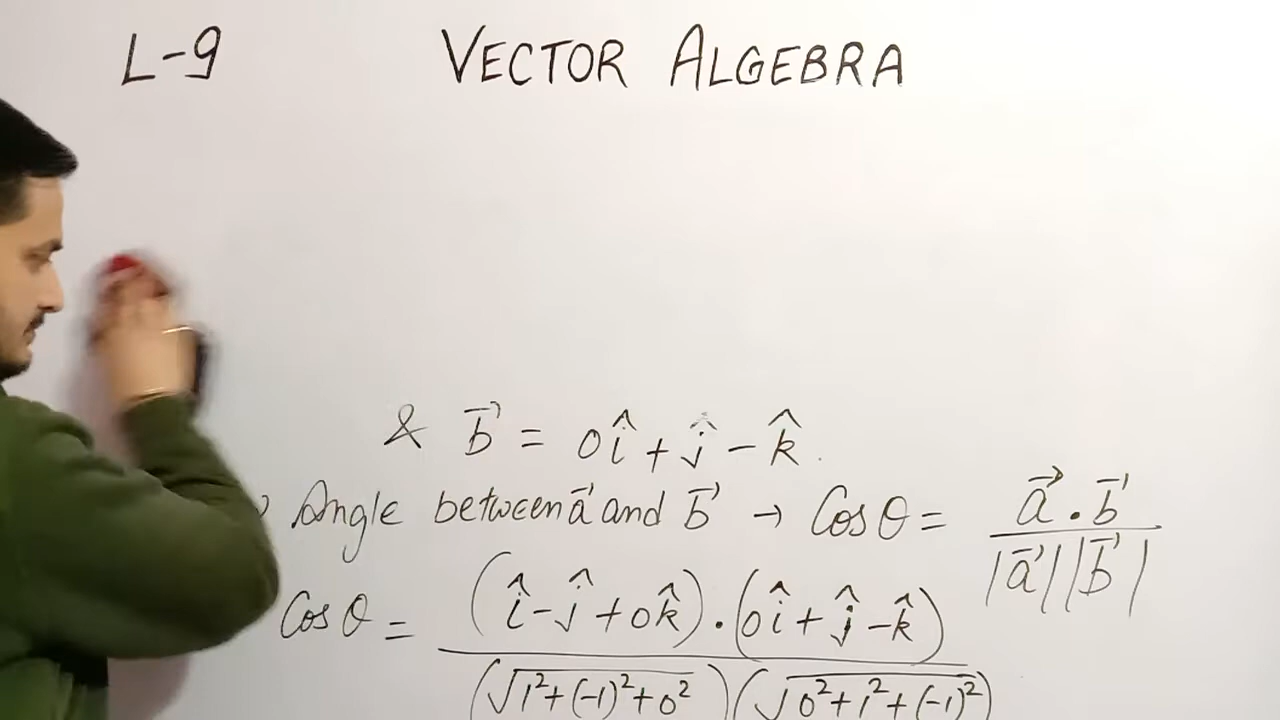 L-9 VECTOR ALGEBRA
& b⃗ = 0î + ĵ - k̂.
Angle between a⃗ and b⃗ → Cos θ = a⃗ . b⃗ / |a⃗| |b⃗|
Cos θ = (î - ĵ + 0k̂) . (0î + ĵ - k̂) / (√1²+(-1)²+0²) (√0²+1²+(-1)²)